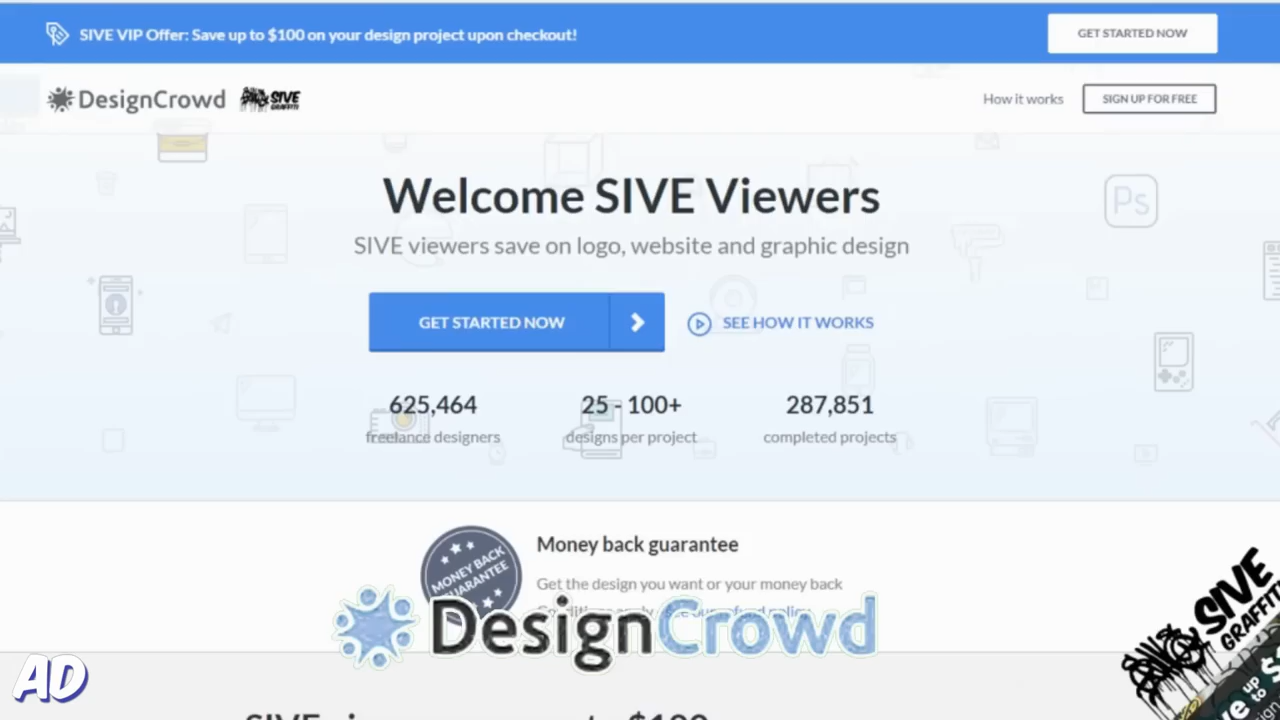 SIVE VIP Offer: Save up to $100 on your design project upon checkout!
GET STARTED NOW
DesignCrowd
SIVE
GRAFFITI
How it works
SIGN UP FOR FREE
Welcome SIVE Viewers
SIVE viewers save on logo, website and graphic design
Ps
GET STARTED NOW
SEE HOW IT WORKS
625,464
25 - 100+
287,851
freelance designers
designs per project
completed projects
MONEY BACK
GUARANTEE
Money back guarantee
Get the design you want or your money back
DesignCrowd
SIVE
GRAFFITI
AD
up
to